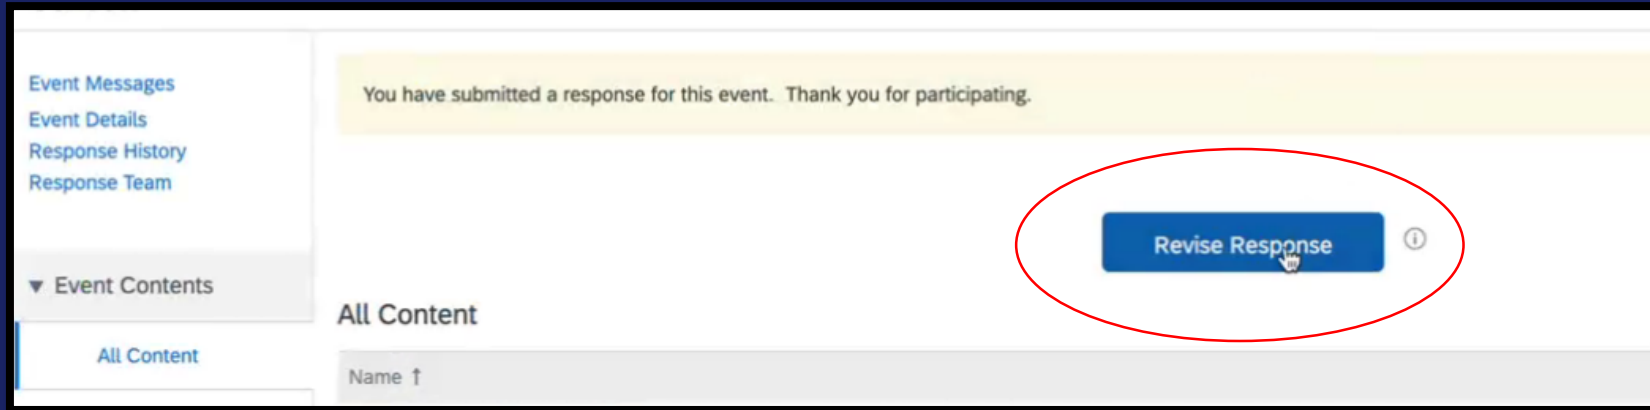 Event Messages
Event Details
Response History
Response Team
Event Contents
All Content
You have submitted a response for this event. Thank you for participating.
Revise Response
All Content
Name ↑